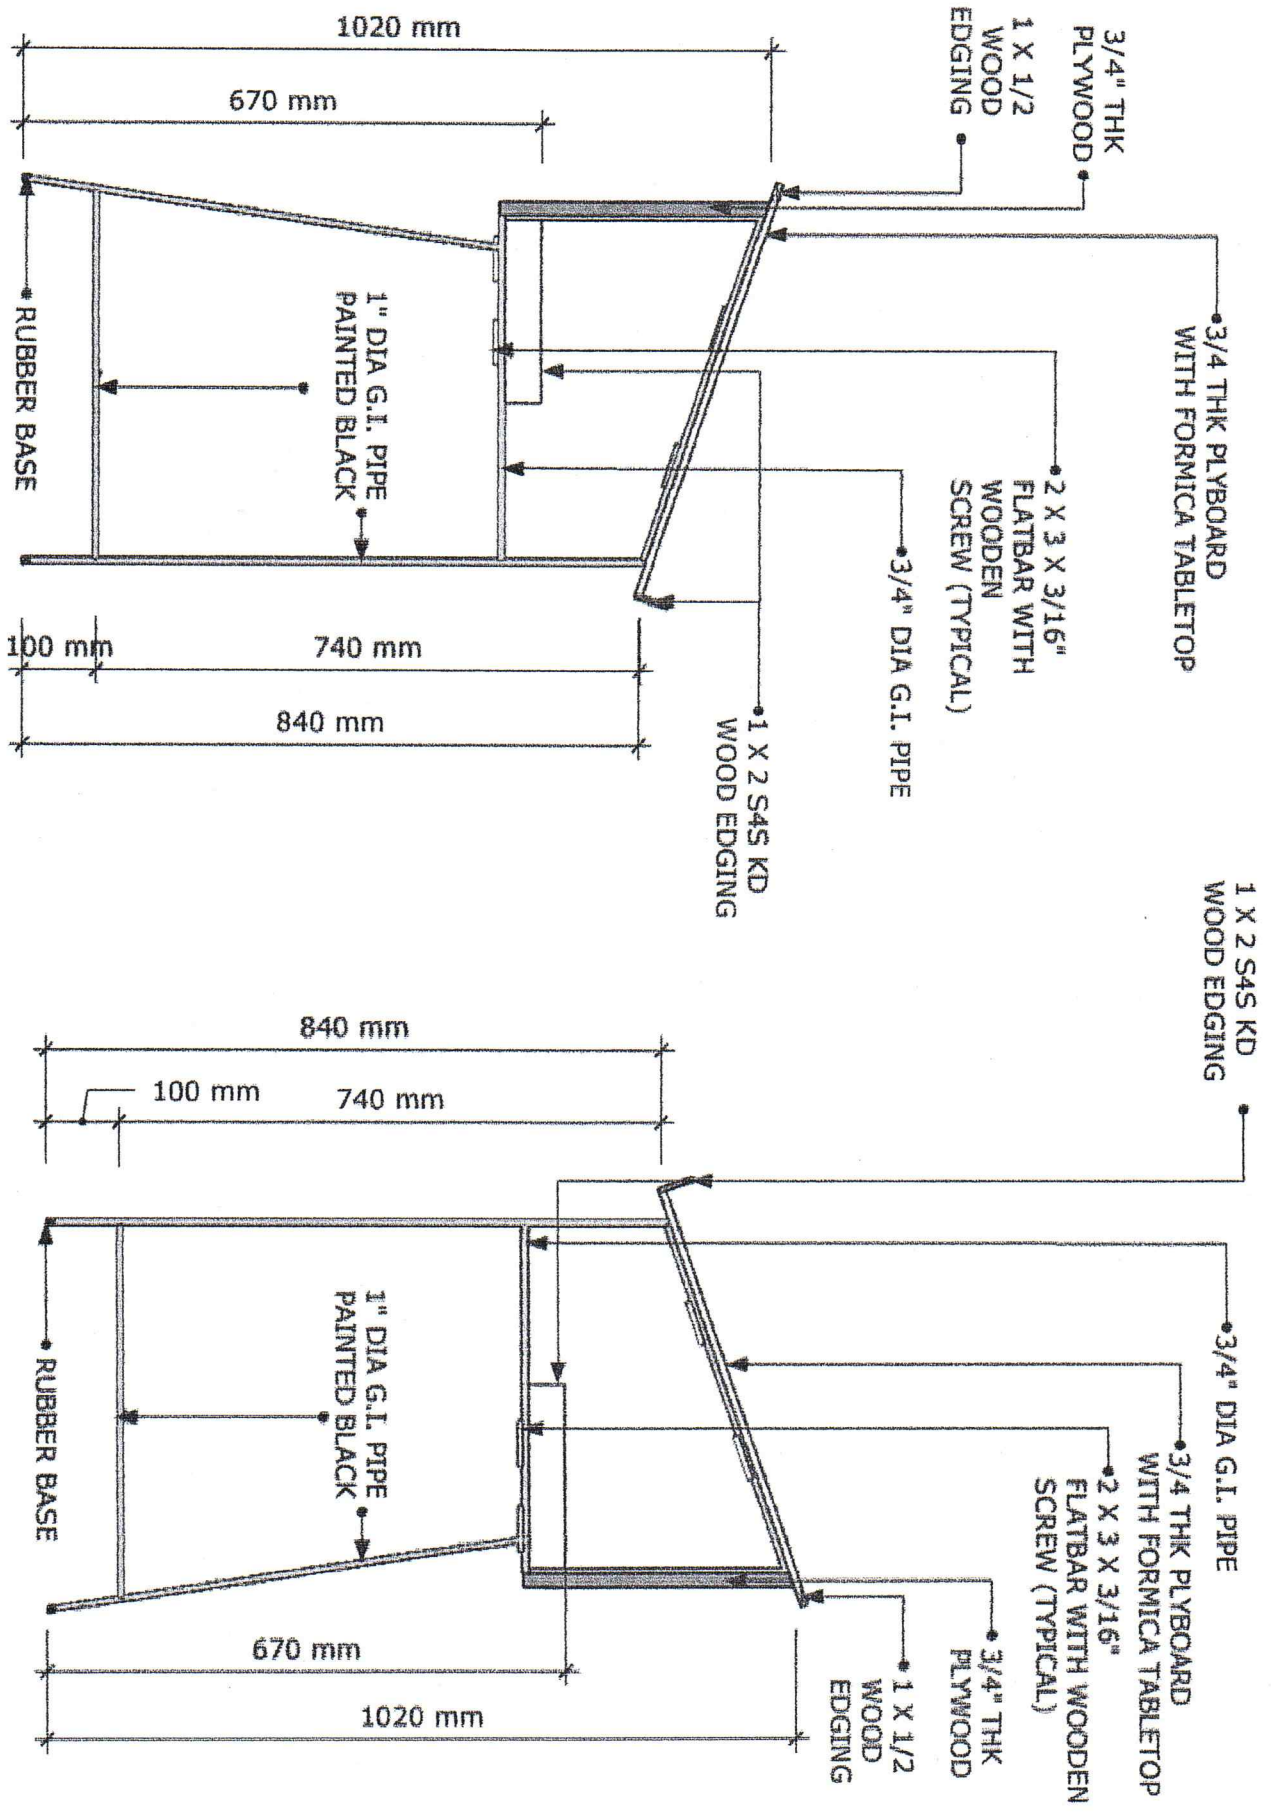 1020 mm
670 mm
3/4" THK
PLYWOOD
1 X 1/2
WOOD
EDGING
3/4 THK PLYBOARD
WITH FORMICA TABLETOP
2 X 3 X 3/16"
FLATBAR WITH
WOODEN
SCREW (TYPICAL)
3/4" DIA G.I. PIPE
1 X 2 S4S KD
WOOD EDGING
1" DIA G.I. PIPE
PAINTED BLACK
RUBBER BASE
100 mm
740 mm
840 mm
1 X 2 S4S KD
WOOD EDGING
840 mm
100 mm
740 mm
3/4" DIA G.I. PIPE
3/4 THK PLYBOARD
WITH FORMICA TABLETOP
2 X 3 X 3/16"
FLATBAR WITH WOODEN
SCREW (TYPICAL)
1" DIA G.I. PIPE
PAINTED BLACK
RUBBER BASE
3/4" THK
PLYWOOD
1 X 1/2
WOOD
EDGING
670 mm
1020 mm